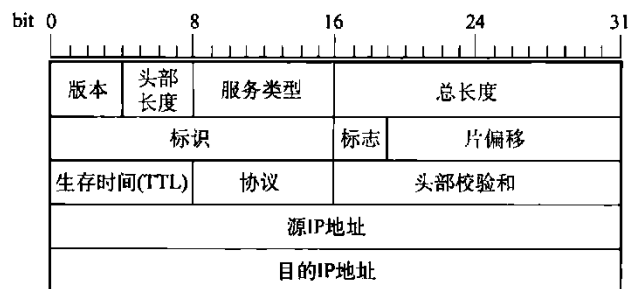 bit 0 8 16 24 31
版本 头部长度 服务类型 总长度
标识 标志 片偏移
生存时间(TTL) 协议 头部校验和
源IP地址
目的IP地址